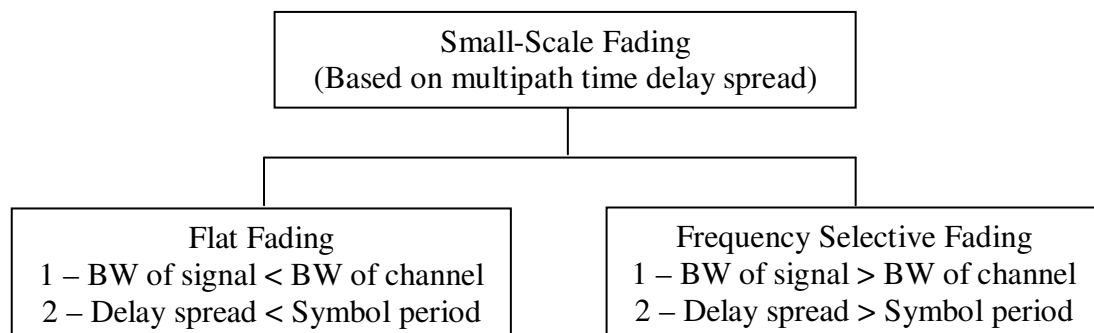 Small-Scale Fading
(Based on multipath time delay spread)
Flat Fading
1 – BW of signal < BW of channel
2 – Delay spread < Symbol period
Frequency Selective Fading
1 – BW of signal > BW of channel
2 – Delay spread > Symbol period